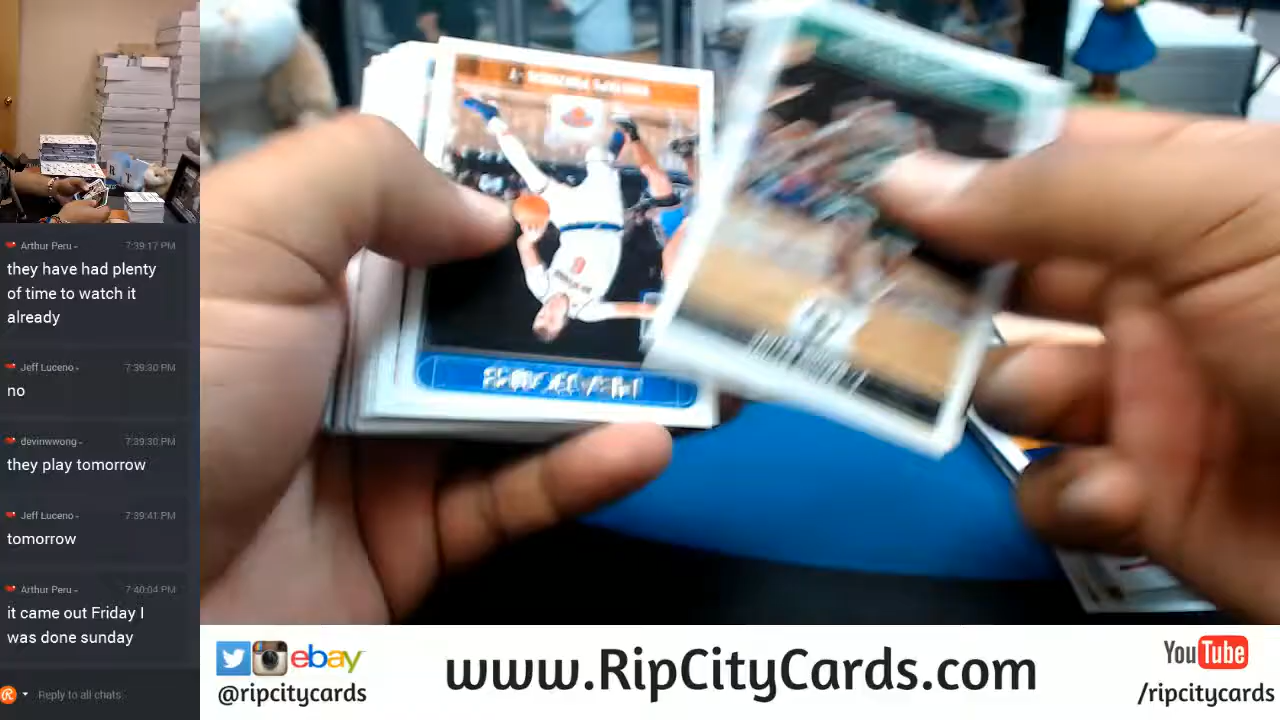 Arthur Peru - 7:39:17 PM
they have had plenty
of time to watch it
already
Jeff Luceno - 7:39:30 PM
no
devinwwong - 7:39:30 PM
they play tomorrow
Jeff Luceno - 7:39:41 PM
tomorrow
Arthur Peru - 7:40:04 PM
it came out Friday I
was done sunday
Reply to all chats.
ebay
@ripcitycards
www.RipCityCards.com
YouTube
/ripcitycards